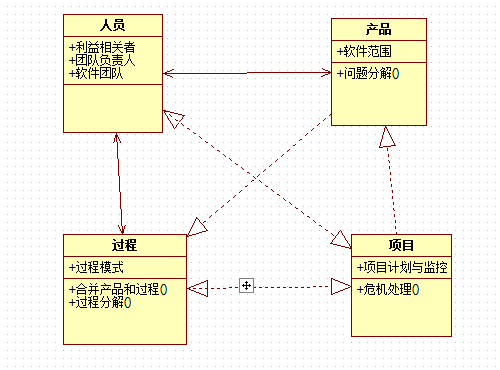 人员
+利益相关者
+团队负责人
+软件团队
产品
+软件范围
+问题分解()
过程
+过程模式
+合并产品和过程()
+过程分解()
项目
+项目计划与监控
+危机处理()